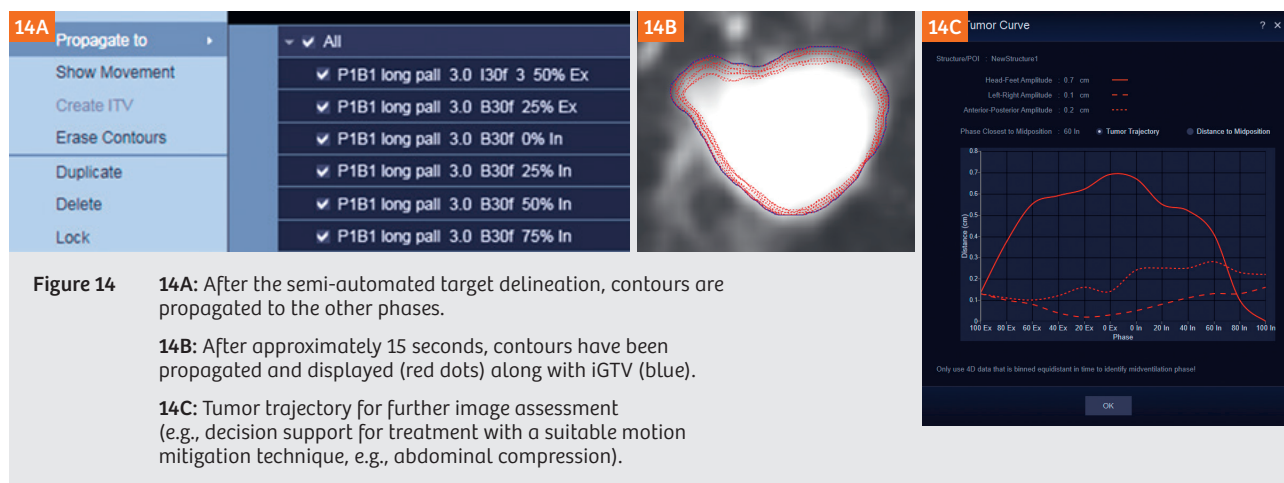 14A
Propagate to
Show Movement
Create ITV
Erase Contours
Duplicate
Delete
Lock
All
P1B1 long pall 3.0 I30f 3 50% Ex
P1B1 long pall 3.0 B30f 25% Ex
P1B1 long pall 3.0 B30f 0% In
P1B1 long pall 3.0 B30f 25% In
P1B1 long pall 3.0 B30f 50% In
P1B1 long pall 3.0 B30f 75% In
14B
14C
umor Curve ? ×
Structure/POI : NewStructure1
Head-Feet Amplitude : 0.7 cm
Left-Right Amplitude : 0.1 cm
Anterior-Posterior Amplitude : 0.2 cm
Phase Closest to Midposition : 60 In Tumor Trajectory Distance to Midposition
0.8
0.7
0.6
0.5
0.4
0.3
0.2
0.1
0
Distance (cm)
100 Ex 80 Ex 60 Ex 40 Ex 20 Ex 0 Ex 0 In 20 In 40 In 60 In 80 In 100 In
Phase
Only use 4D data that is binned equidistant in time to identify midventilation phase!
OK
Figure 14 14A: After the semi-automated target delineation, contours are
propagated to the other phases.
14B: After approximately 15 seconds, contours have been
propagated and displayed (red dots) along with iGTV (blue).
14C: Tumor trajectory for further image assessment
(e.g., decision support for treatment with a suitable motion
mitigation technique, e.g., abdominal compression).